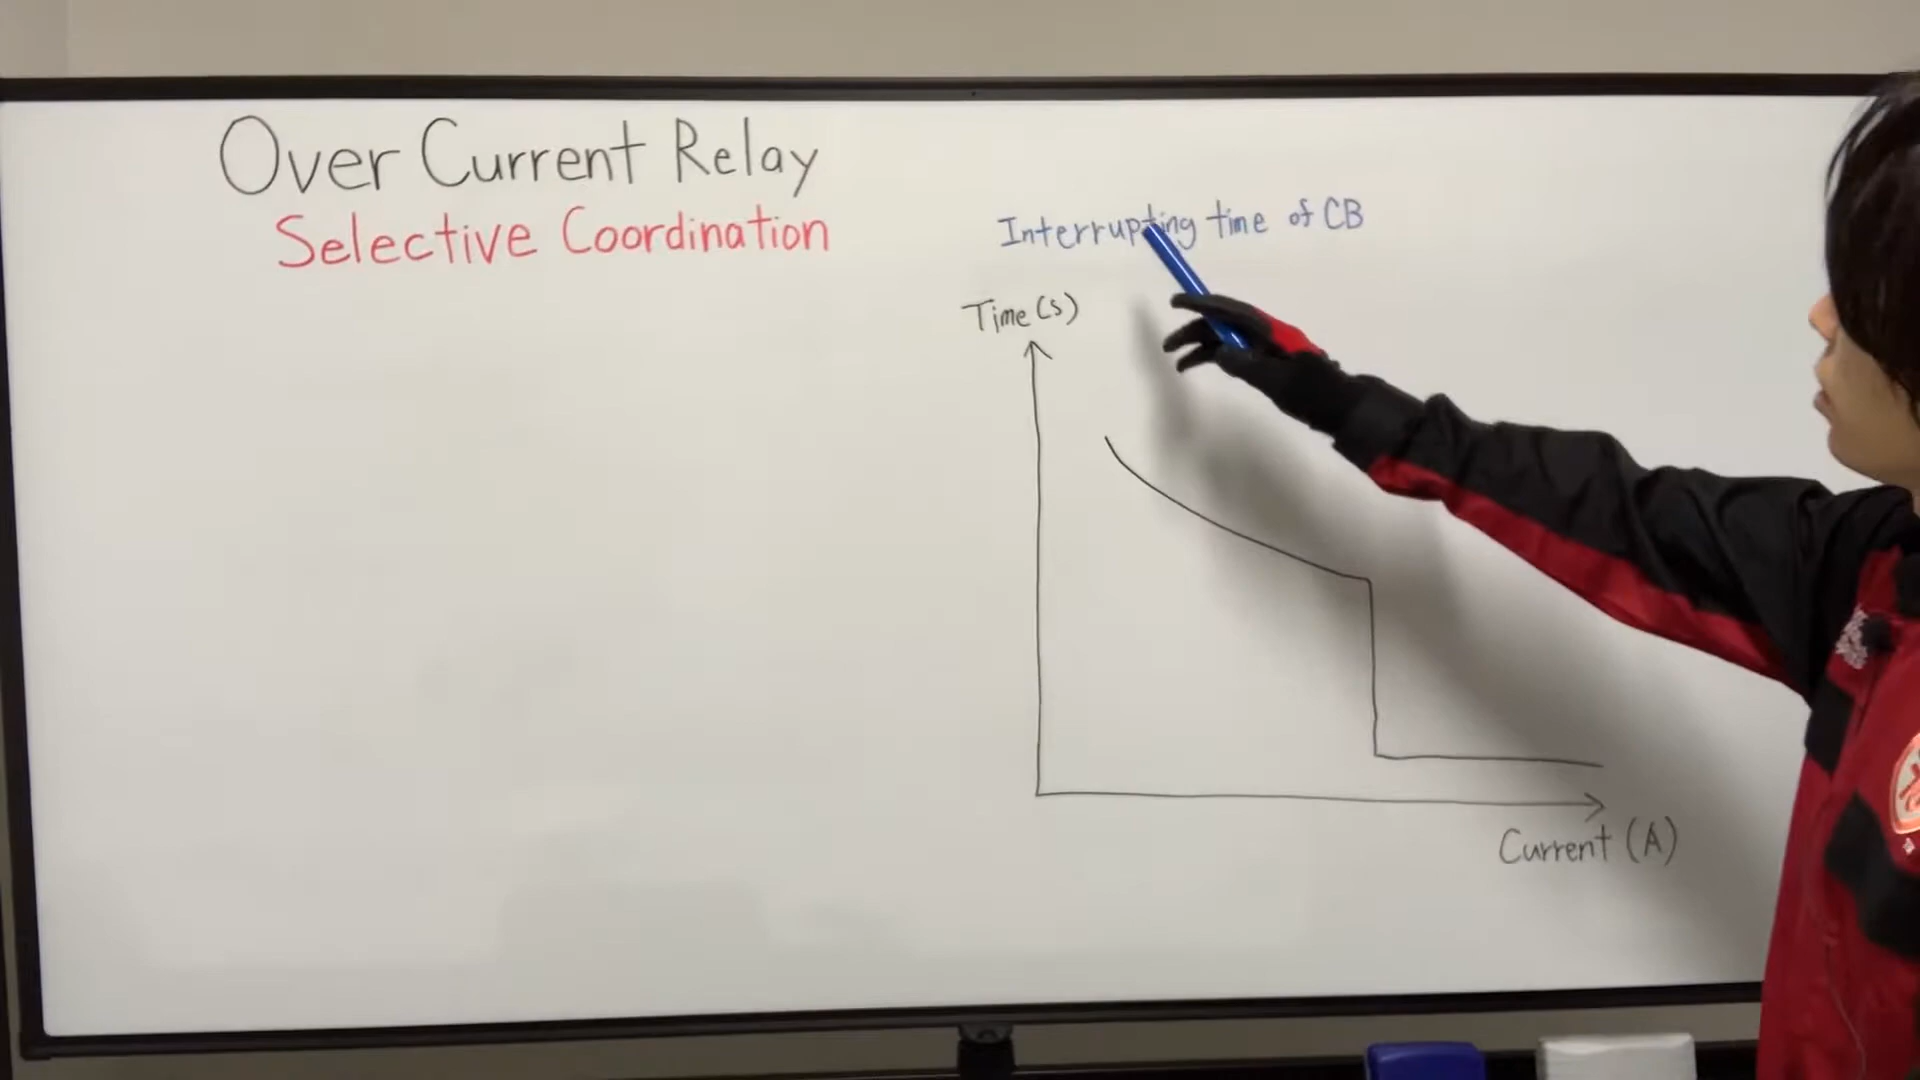 Over Current Relay
Selective Coordination
Interrupting time of CB
Time (s)
Current (A)